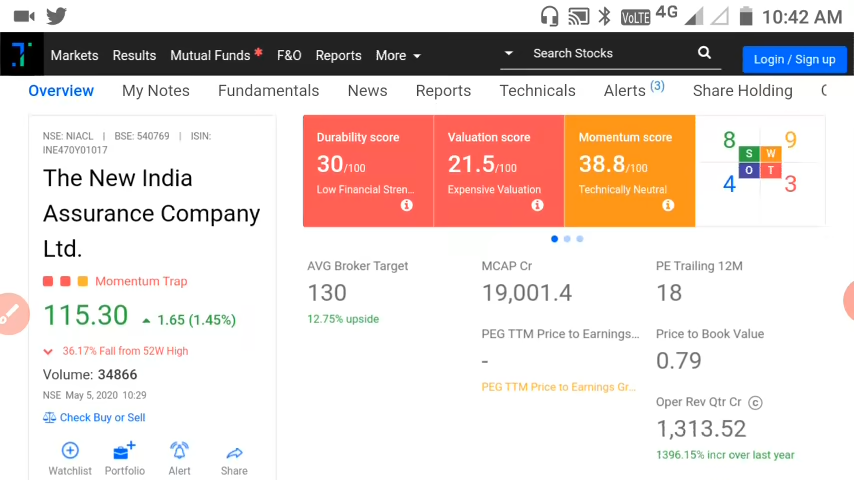 VoLTE 4G 10:42 AM
Markets Results Mutual Funds * F&O Reports More Search Stocks Login / Sign up
Overview My Notes Fundamentals News Reports Technicals Alerts (3) Share Holding
NSE: NIACL | BSE: 540769 | ISIN:
INE470Y01017
The New India
Assurance Company
Ltd.
Momentum Trap
115.30 1.65 (1.45%)
36.17% Fall from 52W High
Volume: 34866
NSE May 5, 2020 10:29
Check Buy or Sell
Watchlist Portfolio Alert Share
Durability score
30/100
Low Financial Stren...
Valuation score
21.5/100
Expensive Valuation
Momentum score
38.8/100
Technically Neutral
8 S W 9
4 O T 3
AVG Broker Target
130
12.75% upside
MCAP Cr
19,001.4
PEG TTM Price to Earnings...
-
PEG TTM Price to Earnings Gr...
PE Trailing 12M
18
Price to Book Value
0.79
Oper Rev Qtr Cr C
1,313.52
1396.15% incr over last year